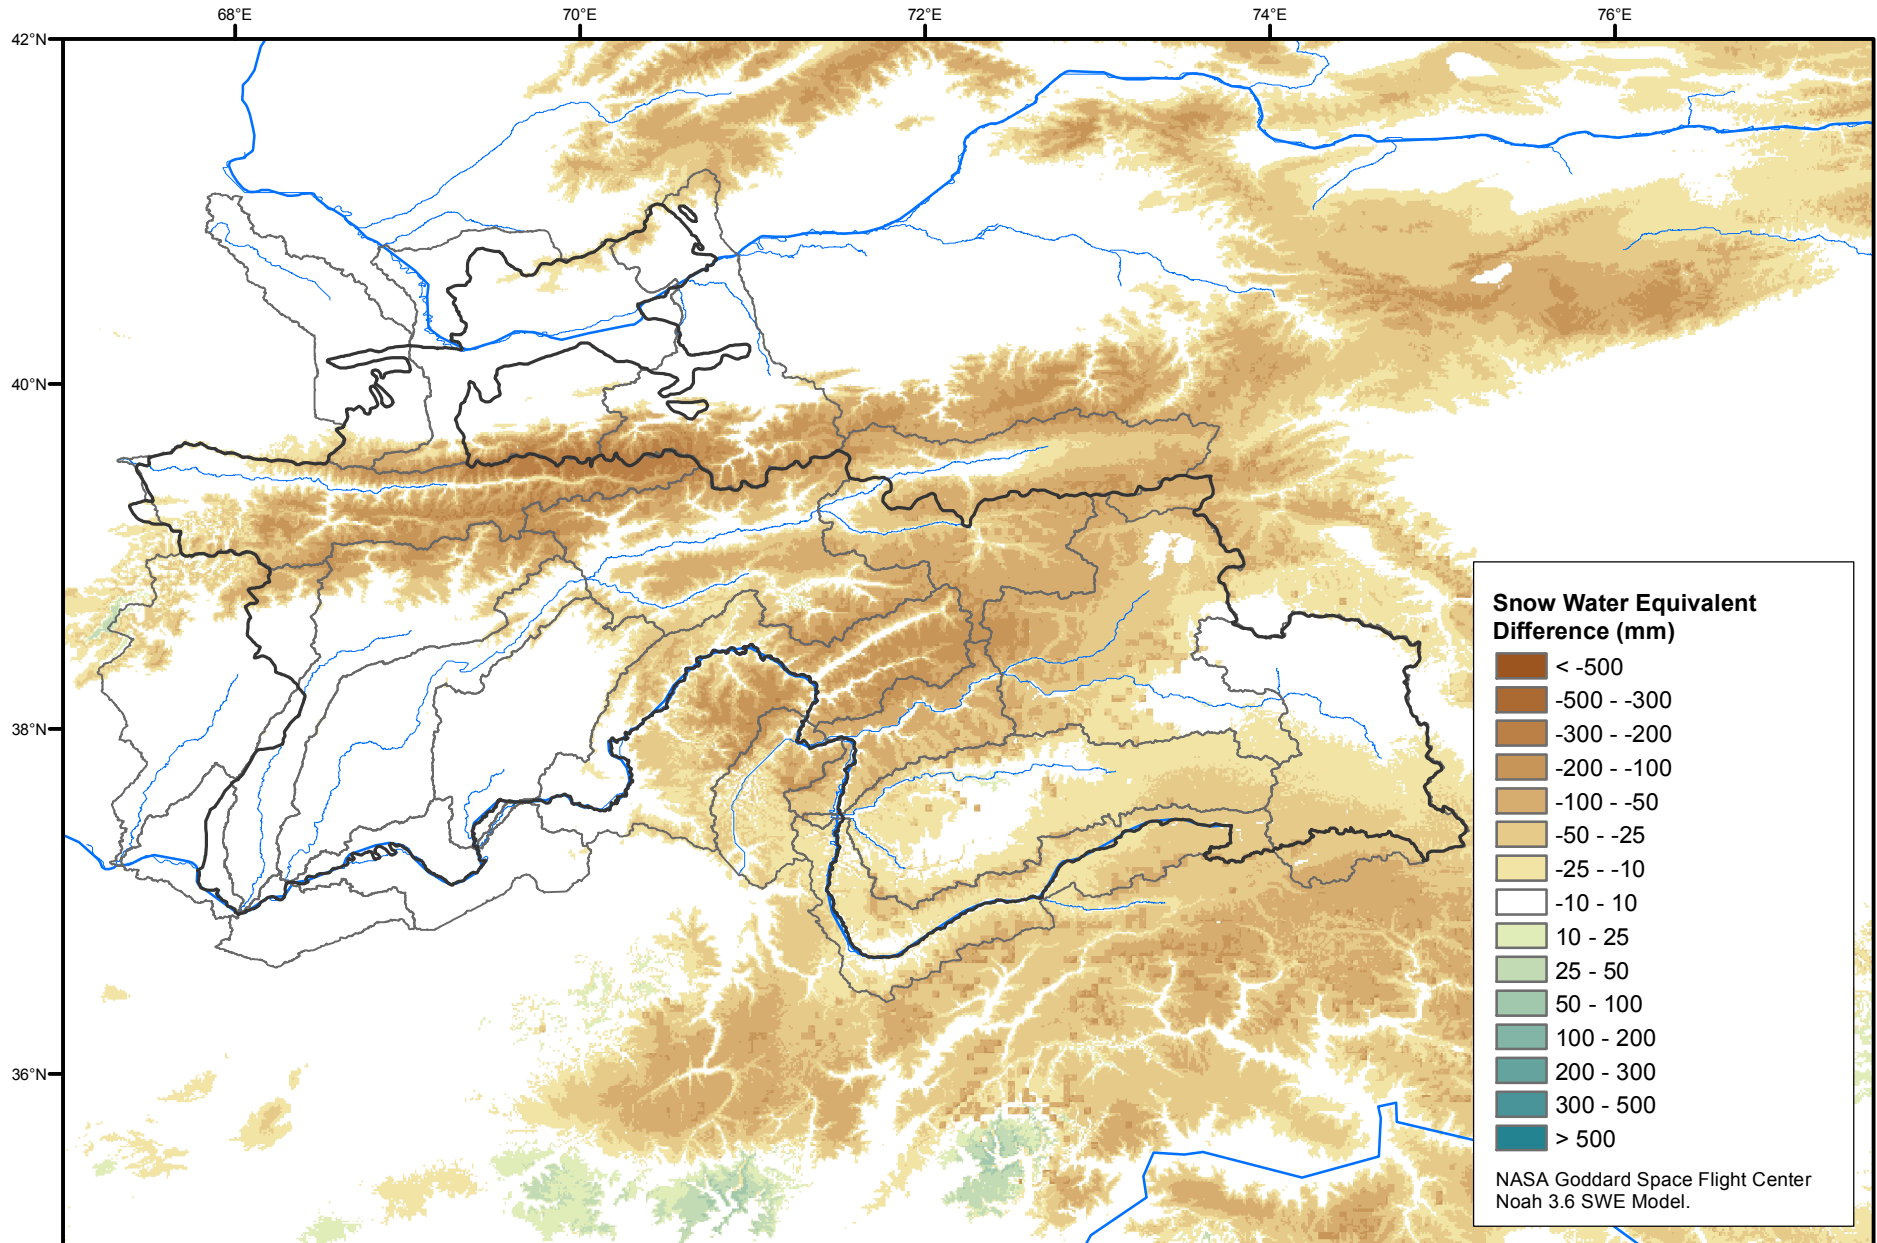 68°E 70°E 72°E 74°E 76°E
42°N
40°N
38°N
36°N
Snow Water Equivalent
Difference (mm)
< -500
-500 - -300
-300 - -200
-200 - -100
-100 - -50
-50 - -25
-25 - -10
-10 - 10
10 - 25
25 - 50
50 - 100
100 - 200
200 - 300
300 - 500
> 500
NASA Goddard Space Flight Center
Noah 3.6 SWE Model.